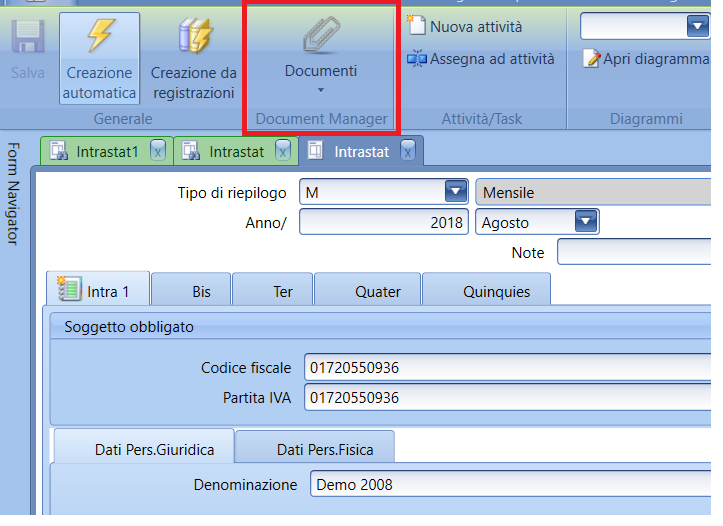 Nuova attività
Documenti
Assegna ad attività
Apri diagramma
Salva
Creazione
automatica
Creazione da
registrazioni
Generale
Document Manager
Attività/Task
Diagrammi
Form Navigator
Intrastat1 x
Intrastat x
Intrastat x
Tipo di riepilogo M Mensile
Anno/ 2018 Agosto
Note
Intra 1 Bis Ter Quater Quinquies
Soggetto obbligato
Codice fiscale 01720550936
Partita IVA 01720550936
Dati Pers.Giuridica Dati Pers.Fisica
Denominazione Demo 2008